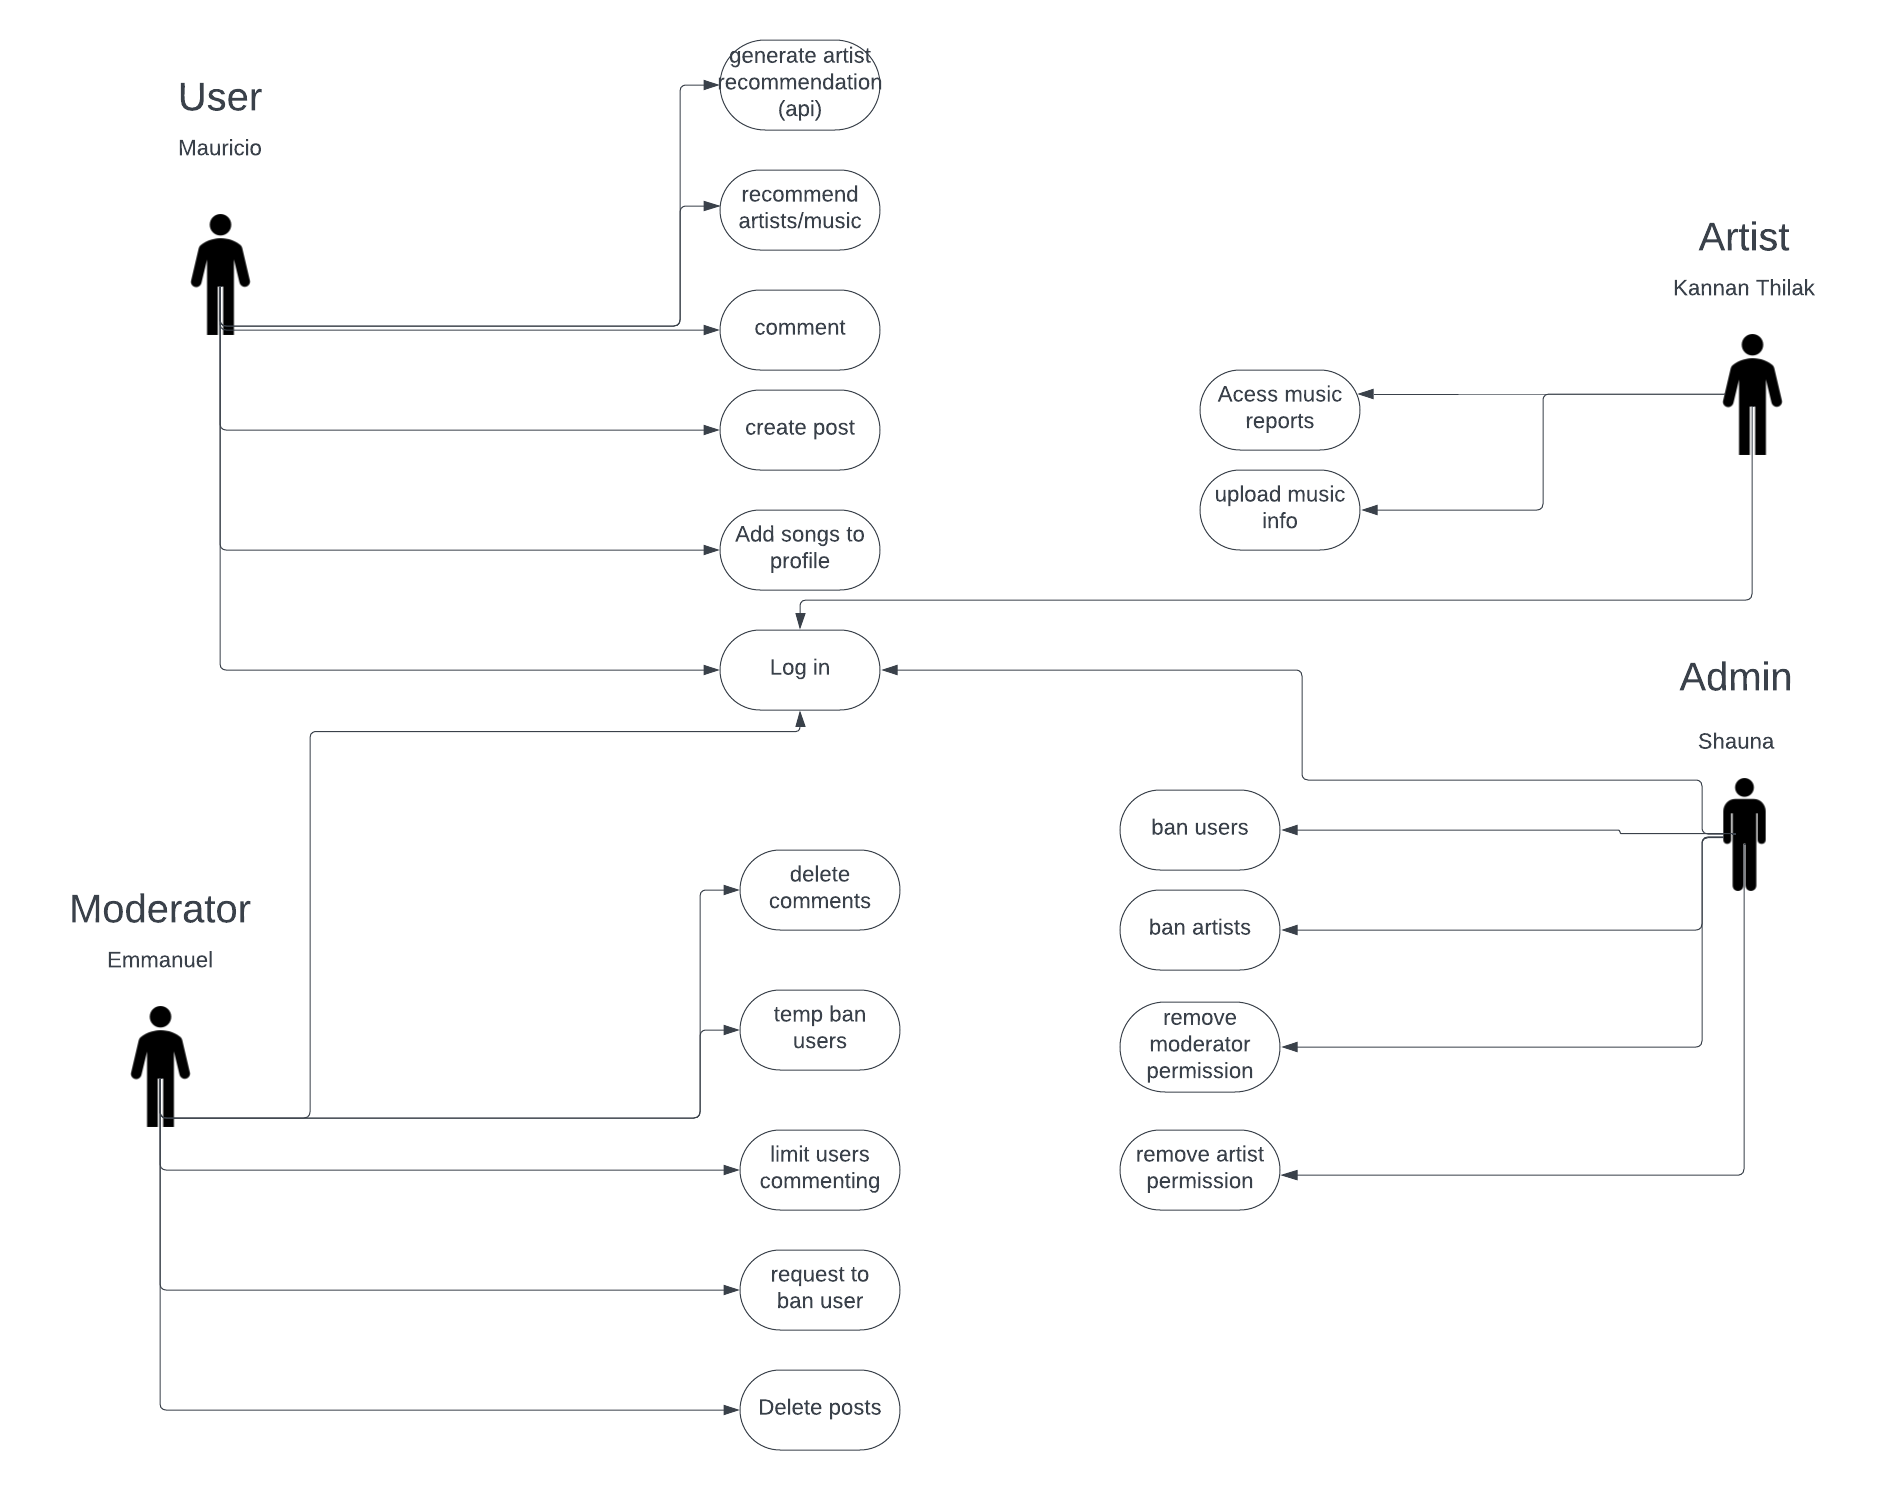 User
Mauricio
generate artist
recommendation
(api)
recommend
artists/music
comment
create post
Add songs to
profile
Log in
Artist
Kannan Thilak
Acess music
reports
upload music
info
Admin
Shauna
ban users
ban artists
remove
moderator
permission
remove artist
permission
Moderator
Emmanuel
delete
comments
temp ban
users
limit users
commenting
request to
ban user
Delete posts